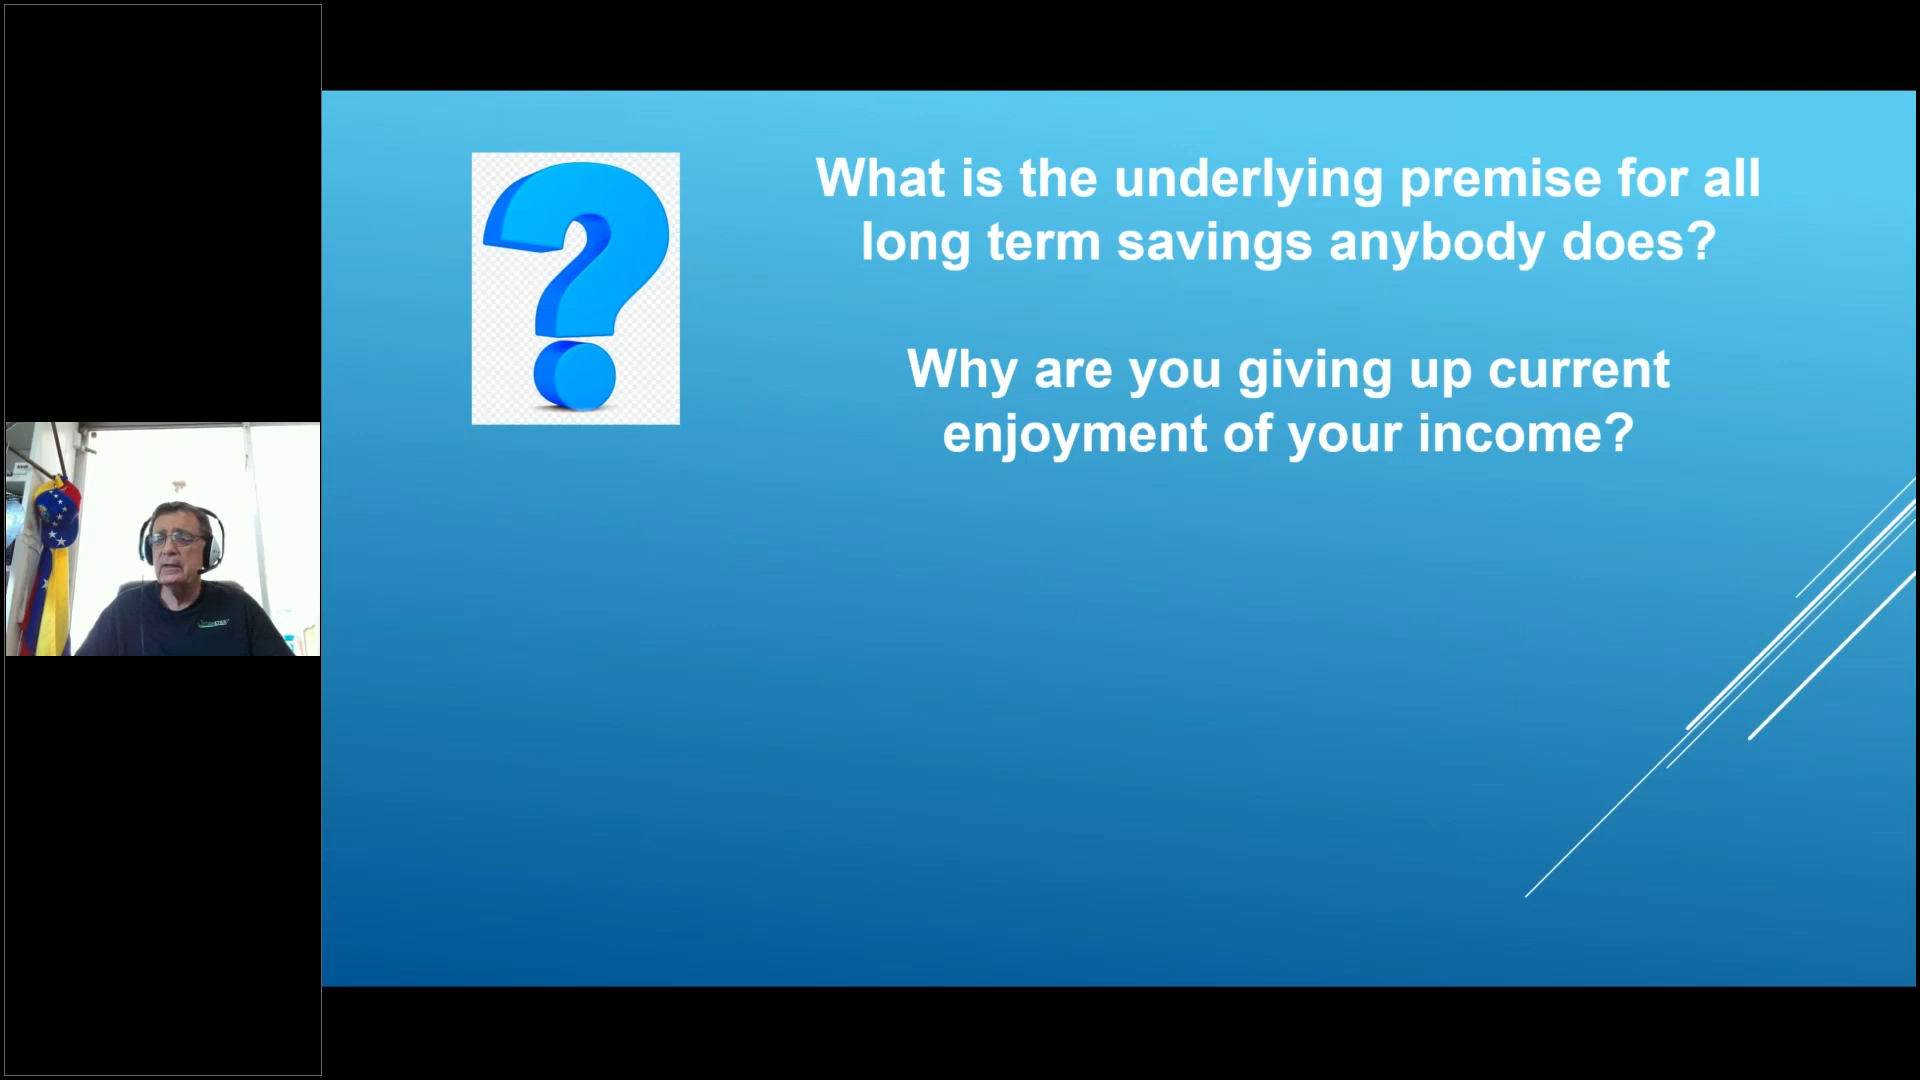 What is the underlying premise for all
long term savings anybody does?
Why are you giving up current
enjoyment of your income?